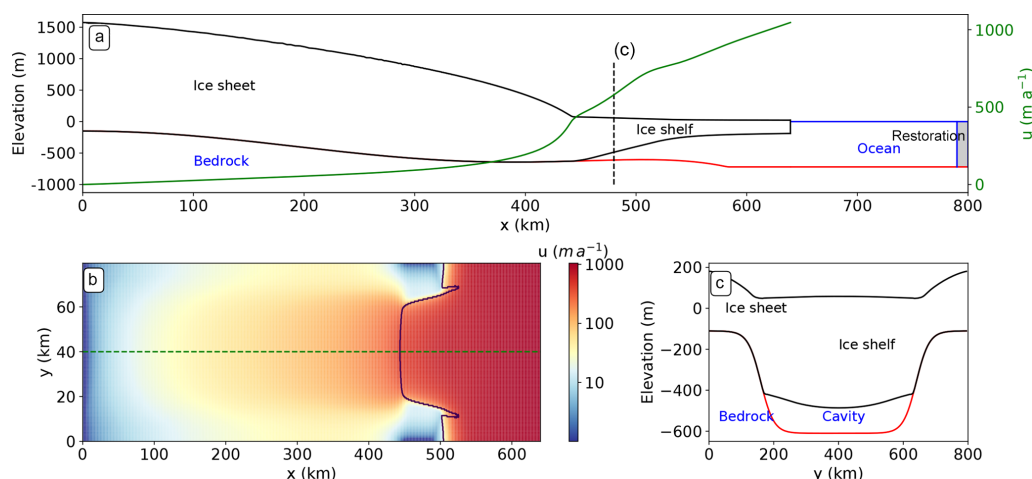 a
Elevation (m)
1500
1000
500
0
-500
-1000
Ice sheet
Bedrock
(c)
Ice shelf
Restoration
Ocean
1000
500
0
u (m a⁻¹)
0 100 200 300 400 500 600 700 800
x (km)
b
y (km)
60
40
20
0
0 100 200 300 400 500 600
x (km)
u (m a⁻¹)
1000
100
10
c
Elevation (m)
200
0
−200
−400
−600
Ice sheet
Ice shelf
Bedrock
Cavity
0 200 400 600 800
y (km)